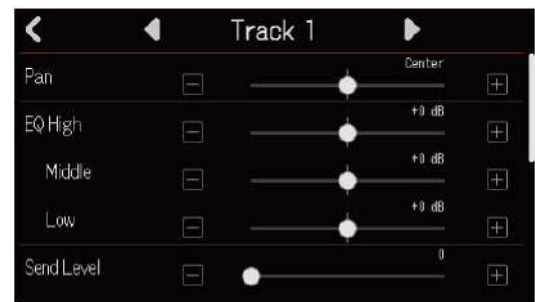 Track 1
Pan
Center
EQ High
+0 dB
Middle
+0 dB
Low
+0 dB
Send Level
0